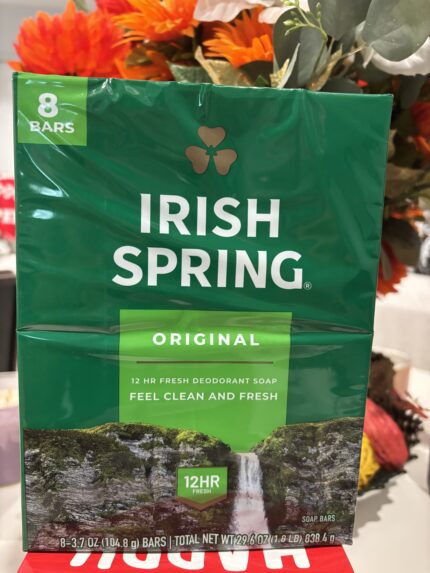 8
BARS
IRISH
SPRING®
ORIGINAL
12 HR FRESH DEODORANT SOAP
FEEL CLEAN AND FRESH
12HR
FRESH
SOAP BARS
8-3.7 OZ (104.8 g) BARS | TOTAL NET WT 29.6 OZ (1.8 LB) 838.4 g